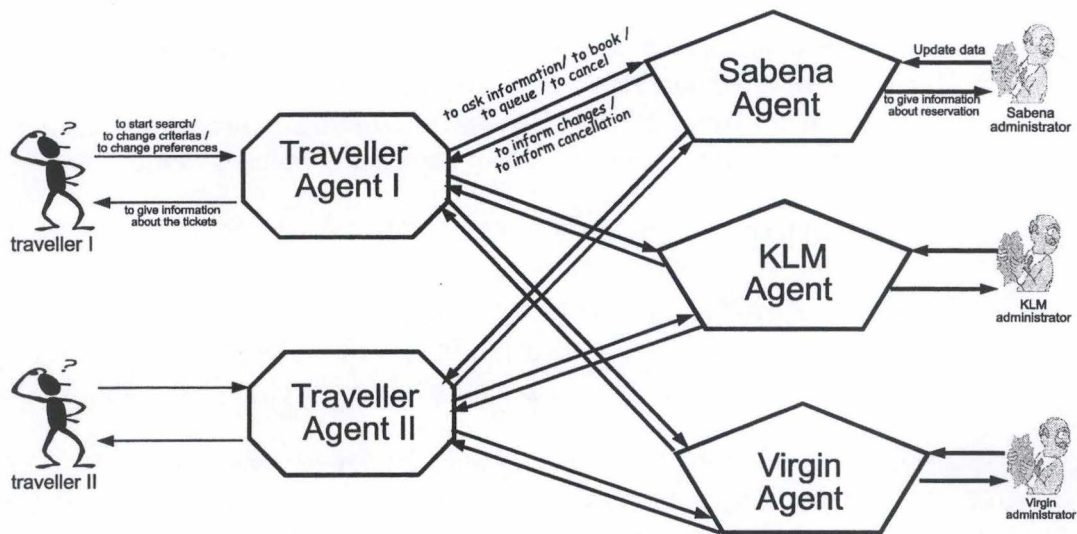 to start search/
to change criterias /
to change preferences
to give information
about the tickets
traveller I
Traveller
Agent I
to ask information/ to book /
to queue / to cancel
to inform changes /
to inform cancellation
Sabena
Agent
Update data
to give information
about reservation
Sabena
administrator
KLM
Agent
KLM
administrator
traveller II
Traveller
Agent II
Virgin
Agent
Virgin
administrator
?
?